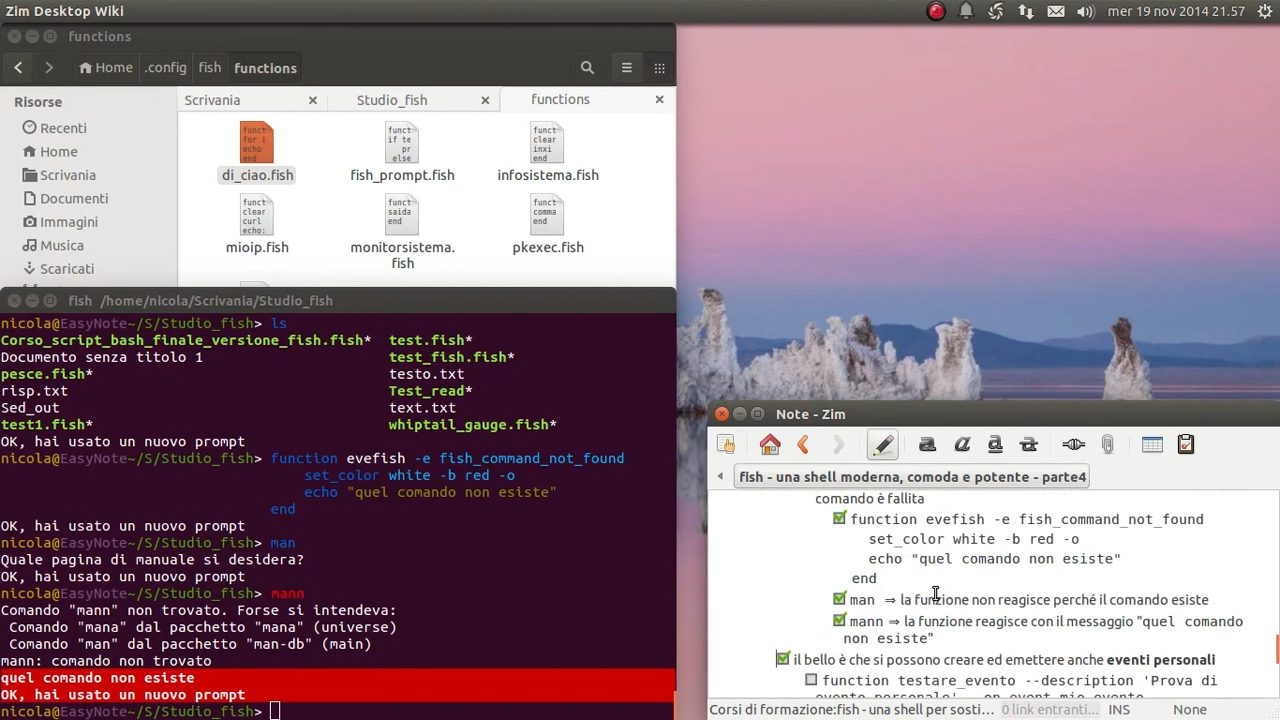 Zim Desktop Wiki
mer 19 nov 2014 21.57
functions
Home
.config
fish
functions
Risorse
Recenti
Home
Scrivania
Documenti
Immagini
Musica
Scaricati
Scrivania
Studio_fish
functions
di_ciao.fish
fish_prompt.fish
infosistema.fish
mioip.fish
monitorsistema.
fish
pkexec.fish
fish /home/nicola/Scrivania/Studio_fish
nicola@EasyNote~/S/Studio_fish> ls
Corso_script_bash_finale_versione_fish.fish* test.fish*
Documento senza titolo 1 test_fish.fish*
pesce.fish* testo.txt
risp.txt Test_read*
Sed_out text.txt
test1.fish* whiptail_gauge.fish*
OK, hai usato un nuovo prompt
nicola@EasyNote~/S/Studio_fish> function evefish -e fish_command_not_found
set_color white -b red -o
echo "quel comando non esiste"
end
OK, hai usato un nuovo prompt
nicola@EasyNote~/S/Studio_fish> man
Quale pagina di manuale si desidera?
OK, hai usato un nuovo prompt
nicola@EasyNote~/S/Studio_fish> mann
Comando "mann" non trovato. Forse si intendeva:
Comando "mana" dal pacchetto "mana" (universe)
Comando "man" dal pacchetto "man-db" (main)
mann: comando non trovato
quel comando non esiste
OK, hai usato un nuovo prompt
nicola@EasyNote~/S/Studio_fish>
Note - Zim
fish - una shell moderna, comoda e potente - parte4
comando è fallita
function evefish -e fish_command_not_found
set_color white -b red -o
echo "quel comando non esiste"
end
man ⇒ la funzione non reagisce perché il comando esiste
mann ⇒ la funzione reagisce con il messaggio "quel comando
non esiste"
il bello è che si possono creare ed emettere anche eventi personali
function testare_evento --description 'Prova di
evento personale' --on-event mio_evento
Corsi di formazione:fish - una shell per sosti...
0 link entranti...
INS
None